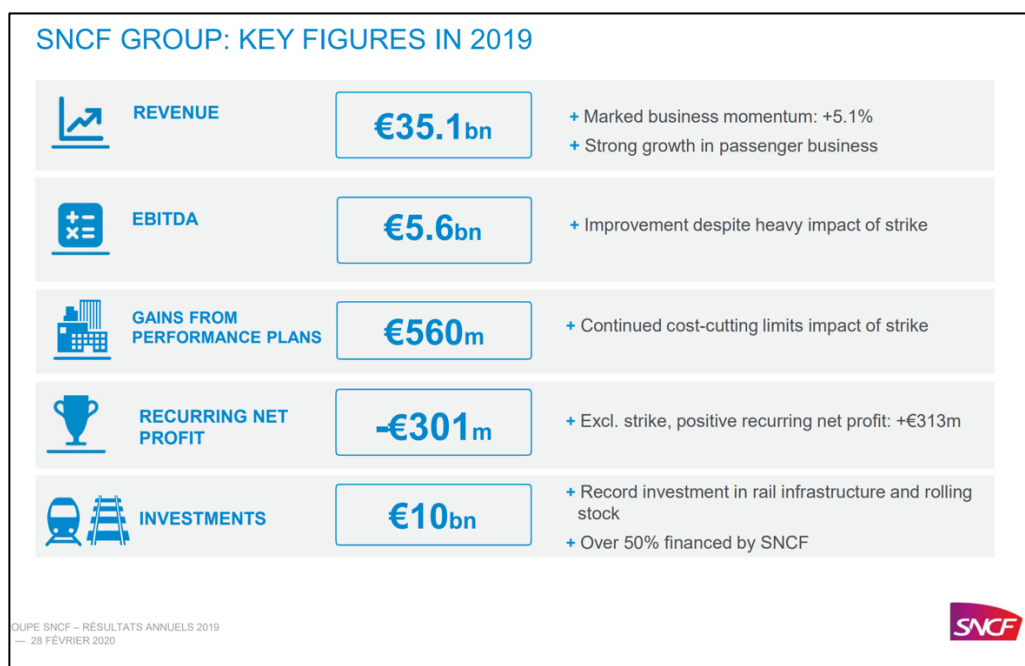 SNCF GROUP: KEY FIGURES IN 2019
REVENUE
€35.1bn
+ Marked business momentum: +5.1%
+ Strong growth in passenger business
EBITDA
€5.6bn
+ Improvement despite heavy impact of strike
GAINS FROM
PERFORMANCE PLANS
€560m
+ Continued cost-cutting limits impact of strike
RECURRING NET
PROFIT
-€301m
+ Excl. strike, positive recurring net profit: +€313m
INVESTMENTS
€10bn
+ Record investment in rail infrastructure and rolling
stock
+ Over 50% financed by SNCF
OUPE SNCF – RÉSULTATS ANNUELS 2019
— 28 FÉVRIER 2020
SNCF